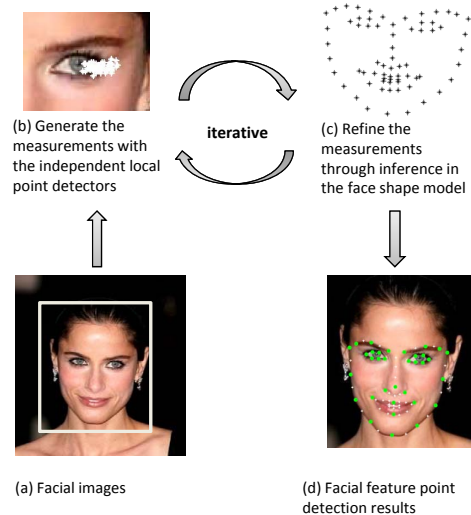 (b) Generate the
measurements with
the independent local
point detectors
iterative
(c) Refine the
measurements
through inference in
the face shape model
(a) Facial images
(d) Facial feature point
detection results